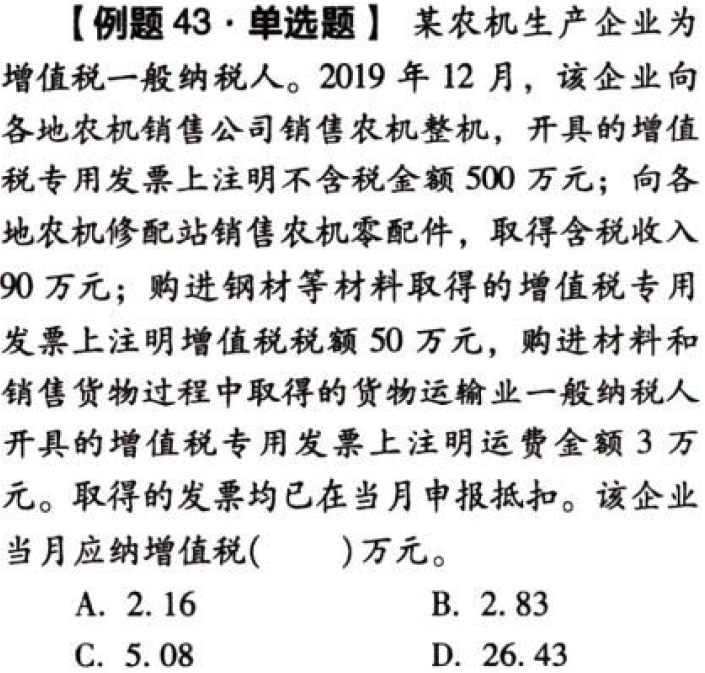 【例题 43·单选题】 某农机生产企业为
增值税一般纳税人。2019 年 12 月，该企业向
各地农机销售公司销售农机整机，开具的增值
税专用发票上注明不含税金额 500 万元；向各
地农机修配站销售农机零配件，取得含税收入
90 万元；购进钢材等材料取得的增值税专用
发票上注明增值税税额 50 万元，购进材料和
销售货物过程中取得的货物运输业一般纳税人
开具的增值税专用发票上注明运费金额 3 万
元。取得的发票均已在当月申报抵扣。该企业
当月应纳增值税( )万元。
A. 2.16 B. 2.83
C. 5.08 D. 26.43